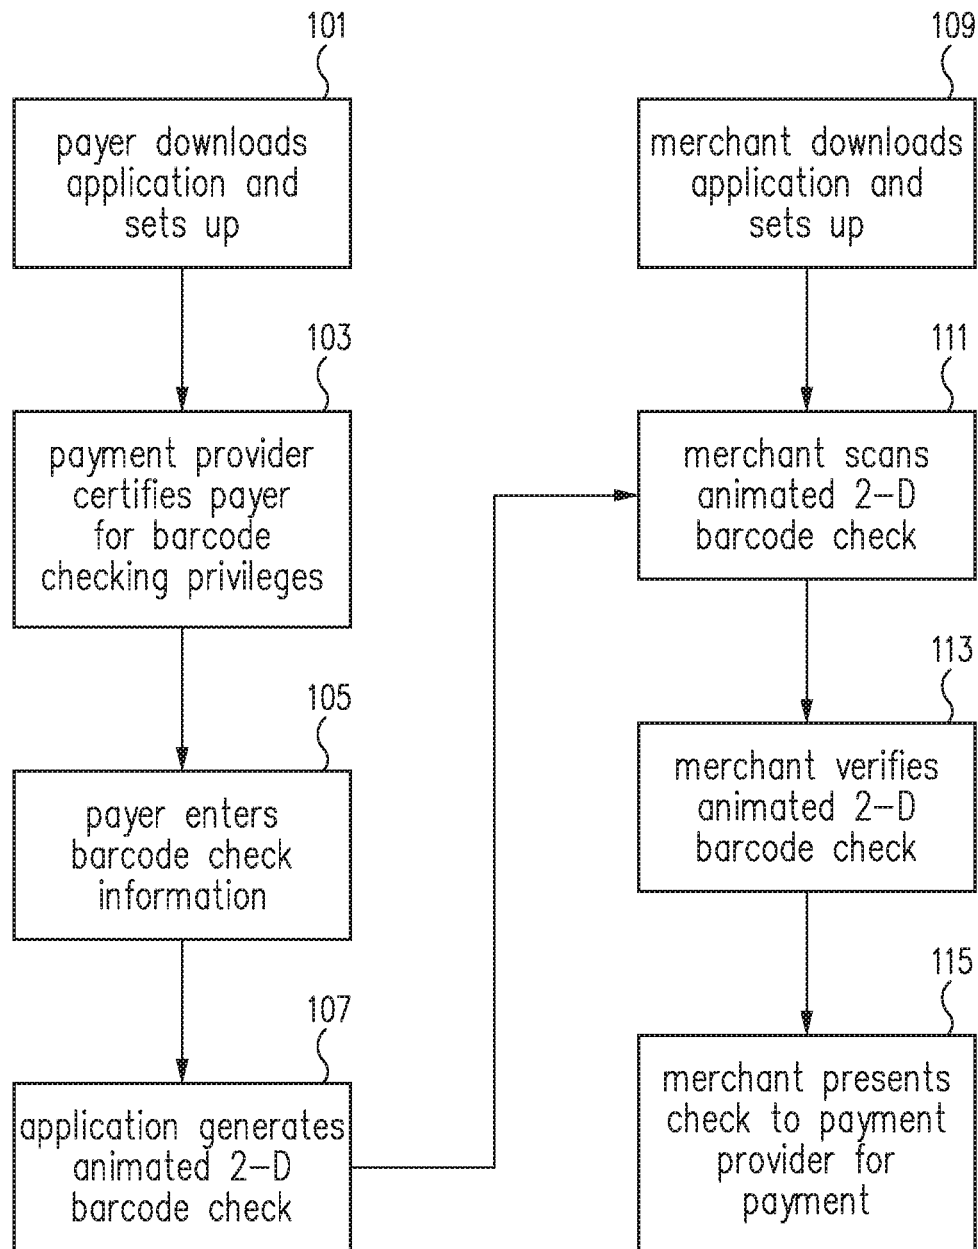 101
payer downloads
application and
sets up
103
payment provider
certifies payer
for barcode
checking privileges
105
payer enters
barcode check
information
107
application generates
animated 2-D
barcode check
109
merchant downloads
application and
sets up
111
merchant scans
animated 2-D
barcode check
113
merchant verifies
animated 2-D
barcode check
115
merchant presents
check to payment
provider for
payment